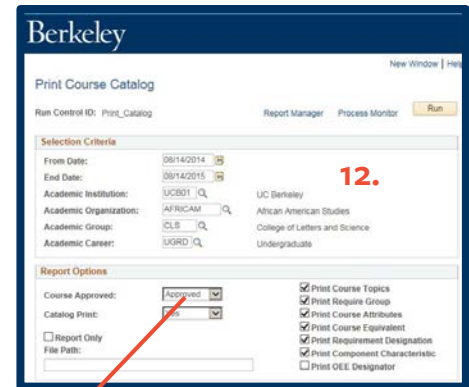 Berkeley
New Window | Help
Print Course Catalog
Run Control ID: Print_Catalog Report Manager Process Monitor Run
Selection Criteria
From Date: 08/14/2014
End Date: 08/14/2015
12.
Academic Institution: UCB01 UC Berkeley
Academic Organization: AFRICAM African American Studies
Academic Group: CLS College of Letters and Science
Academic Career: UGRD Undergraduate
Report Options
Course Approved: Approved Print Course Topics
Print Require Group
Catalog Print: Yes Print Course Attributes
Print Course Equivalent
Report Only Print Requirement Designation
File Path: Print Component Characteristic
Print OEE Designator